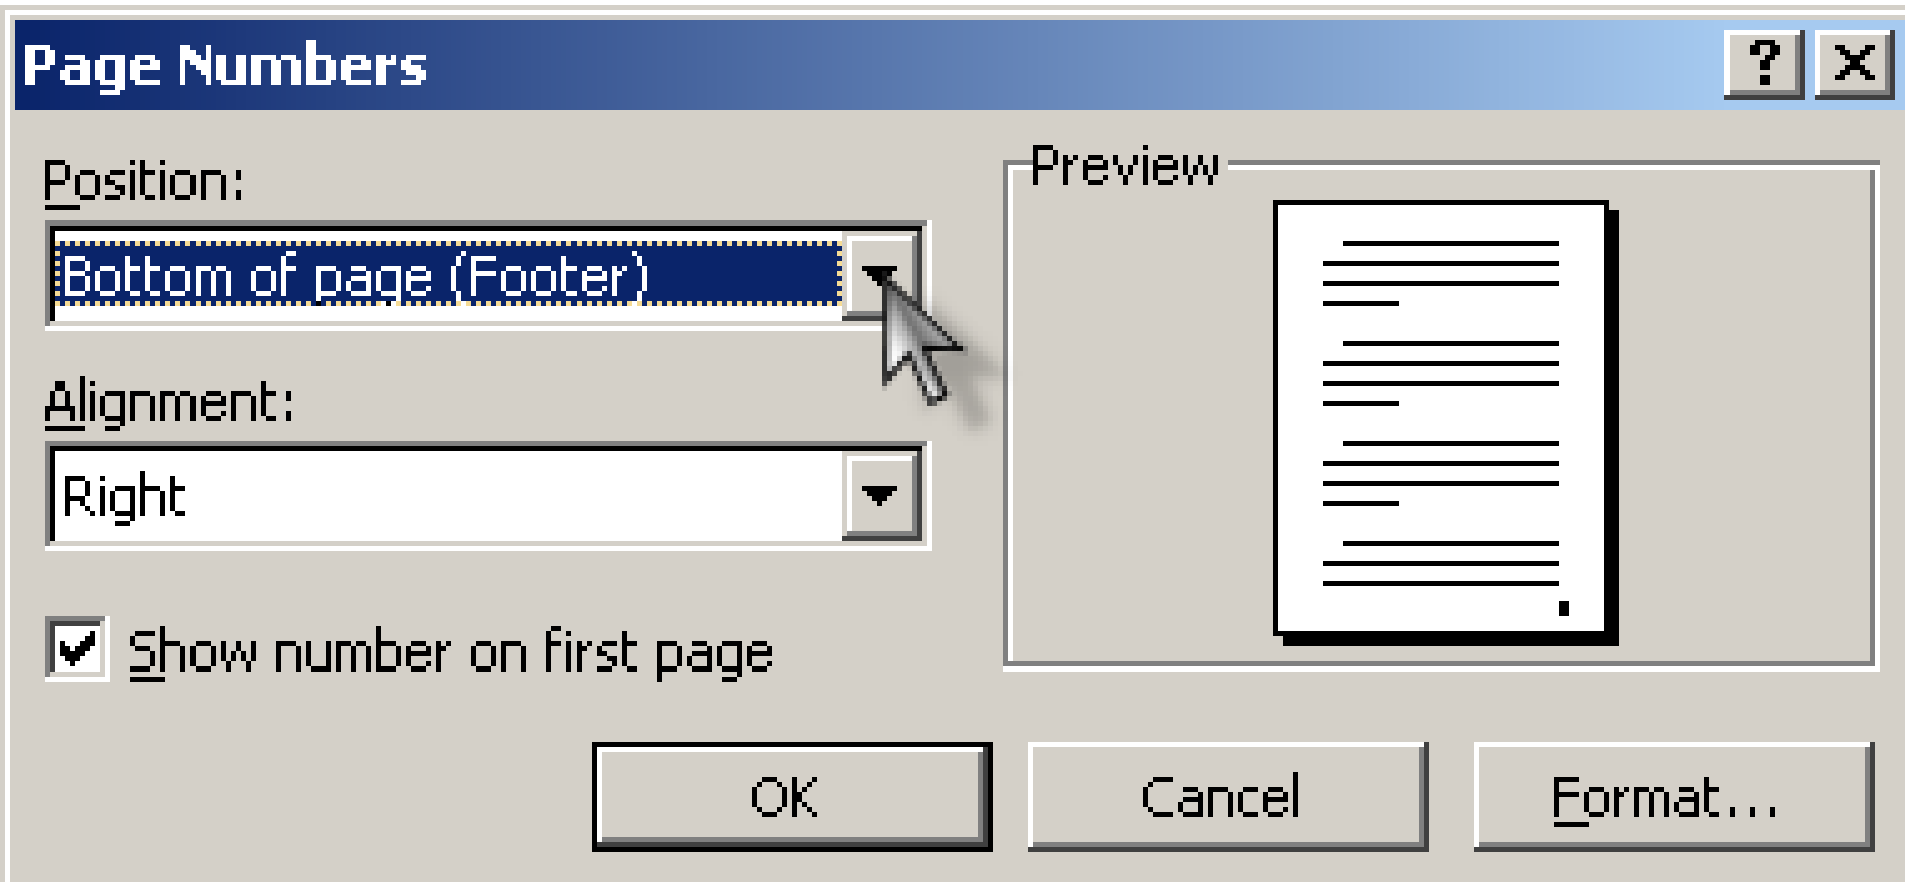 Page Numbers
Position:
Bottom of page (Footer)
Alignment:
Right
Show number on first page
Preview
OK
Cancel
Format...